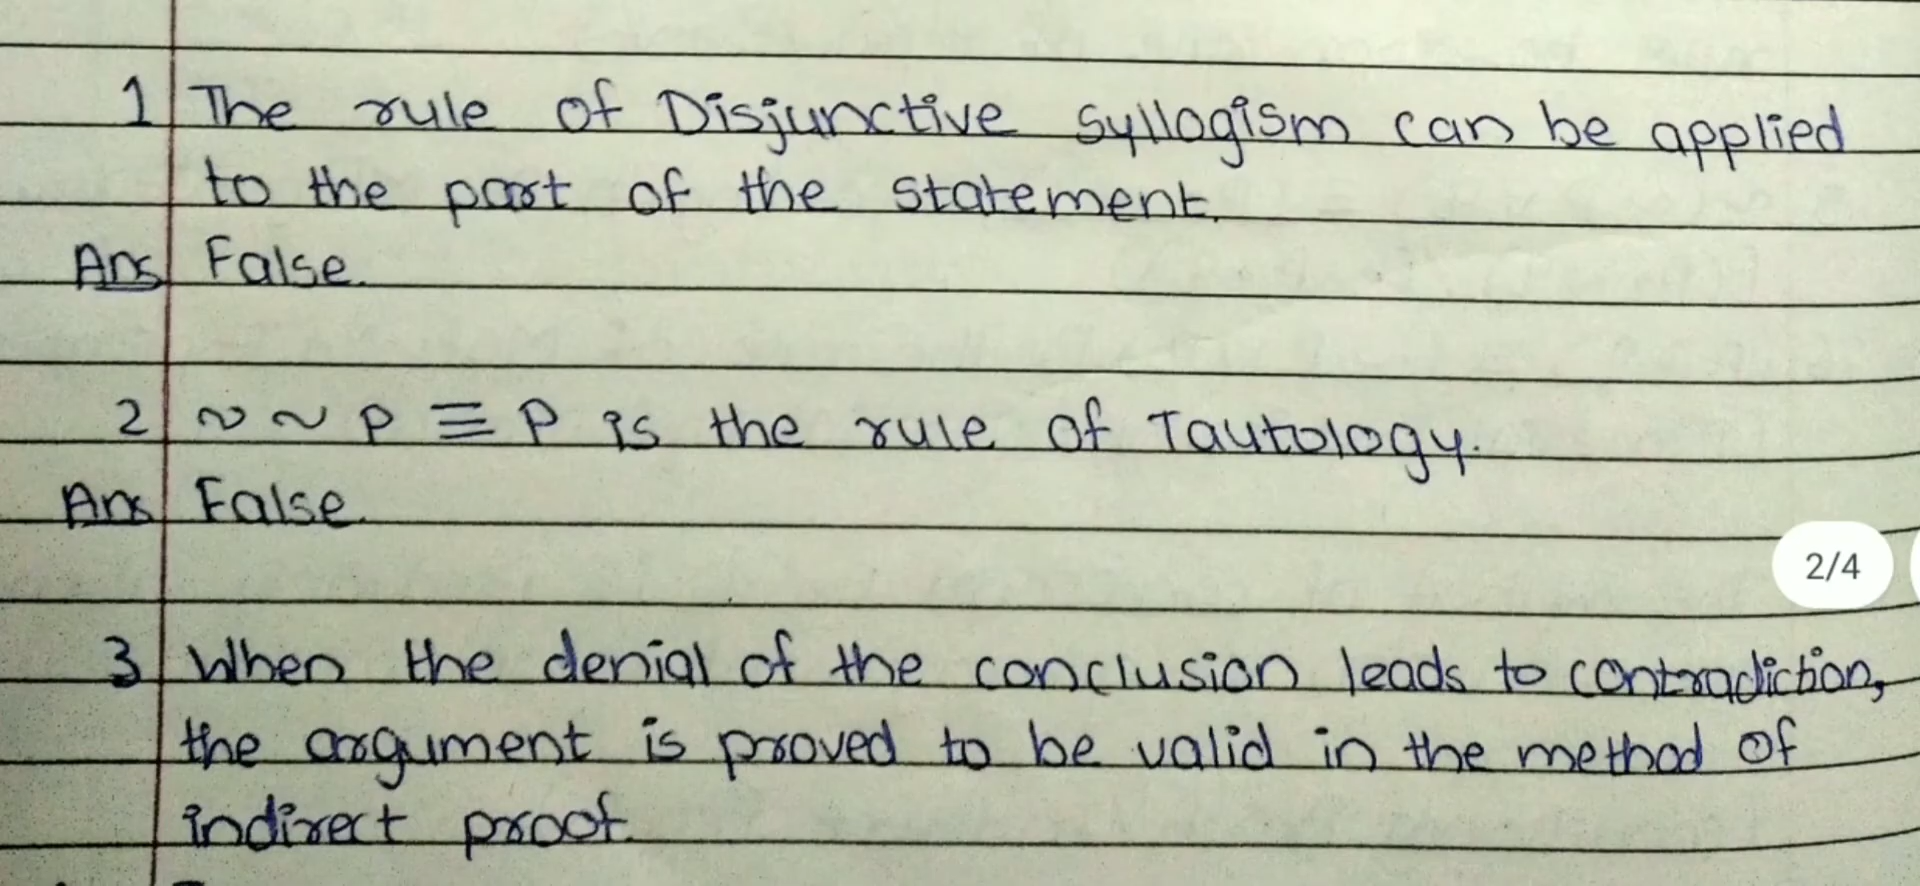 1 The rule of Disjunctive syllogism can be applied
to the part of the statement.
Ans False.
2 ~ ~ p ≡ p is the rule of Tautology.
Ans False.
2/4
3 When the denial of the conclusion leads to contradiction,
the argument is proved to be valid in the method of
indirect proof.